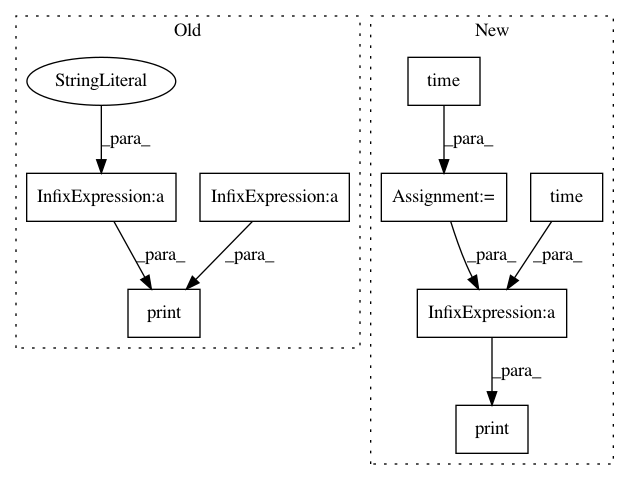 Old
New
StringLiteral
time
_para_
_para_
InfixExpression:a
InfixExpression:a
Assignment:=
time
_para_
_para_
_para_
_para_
print
InfixExpression:a
_para_
print